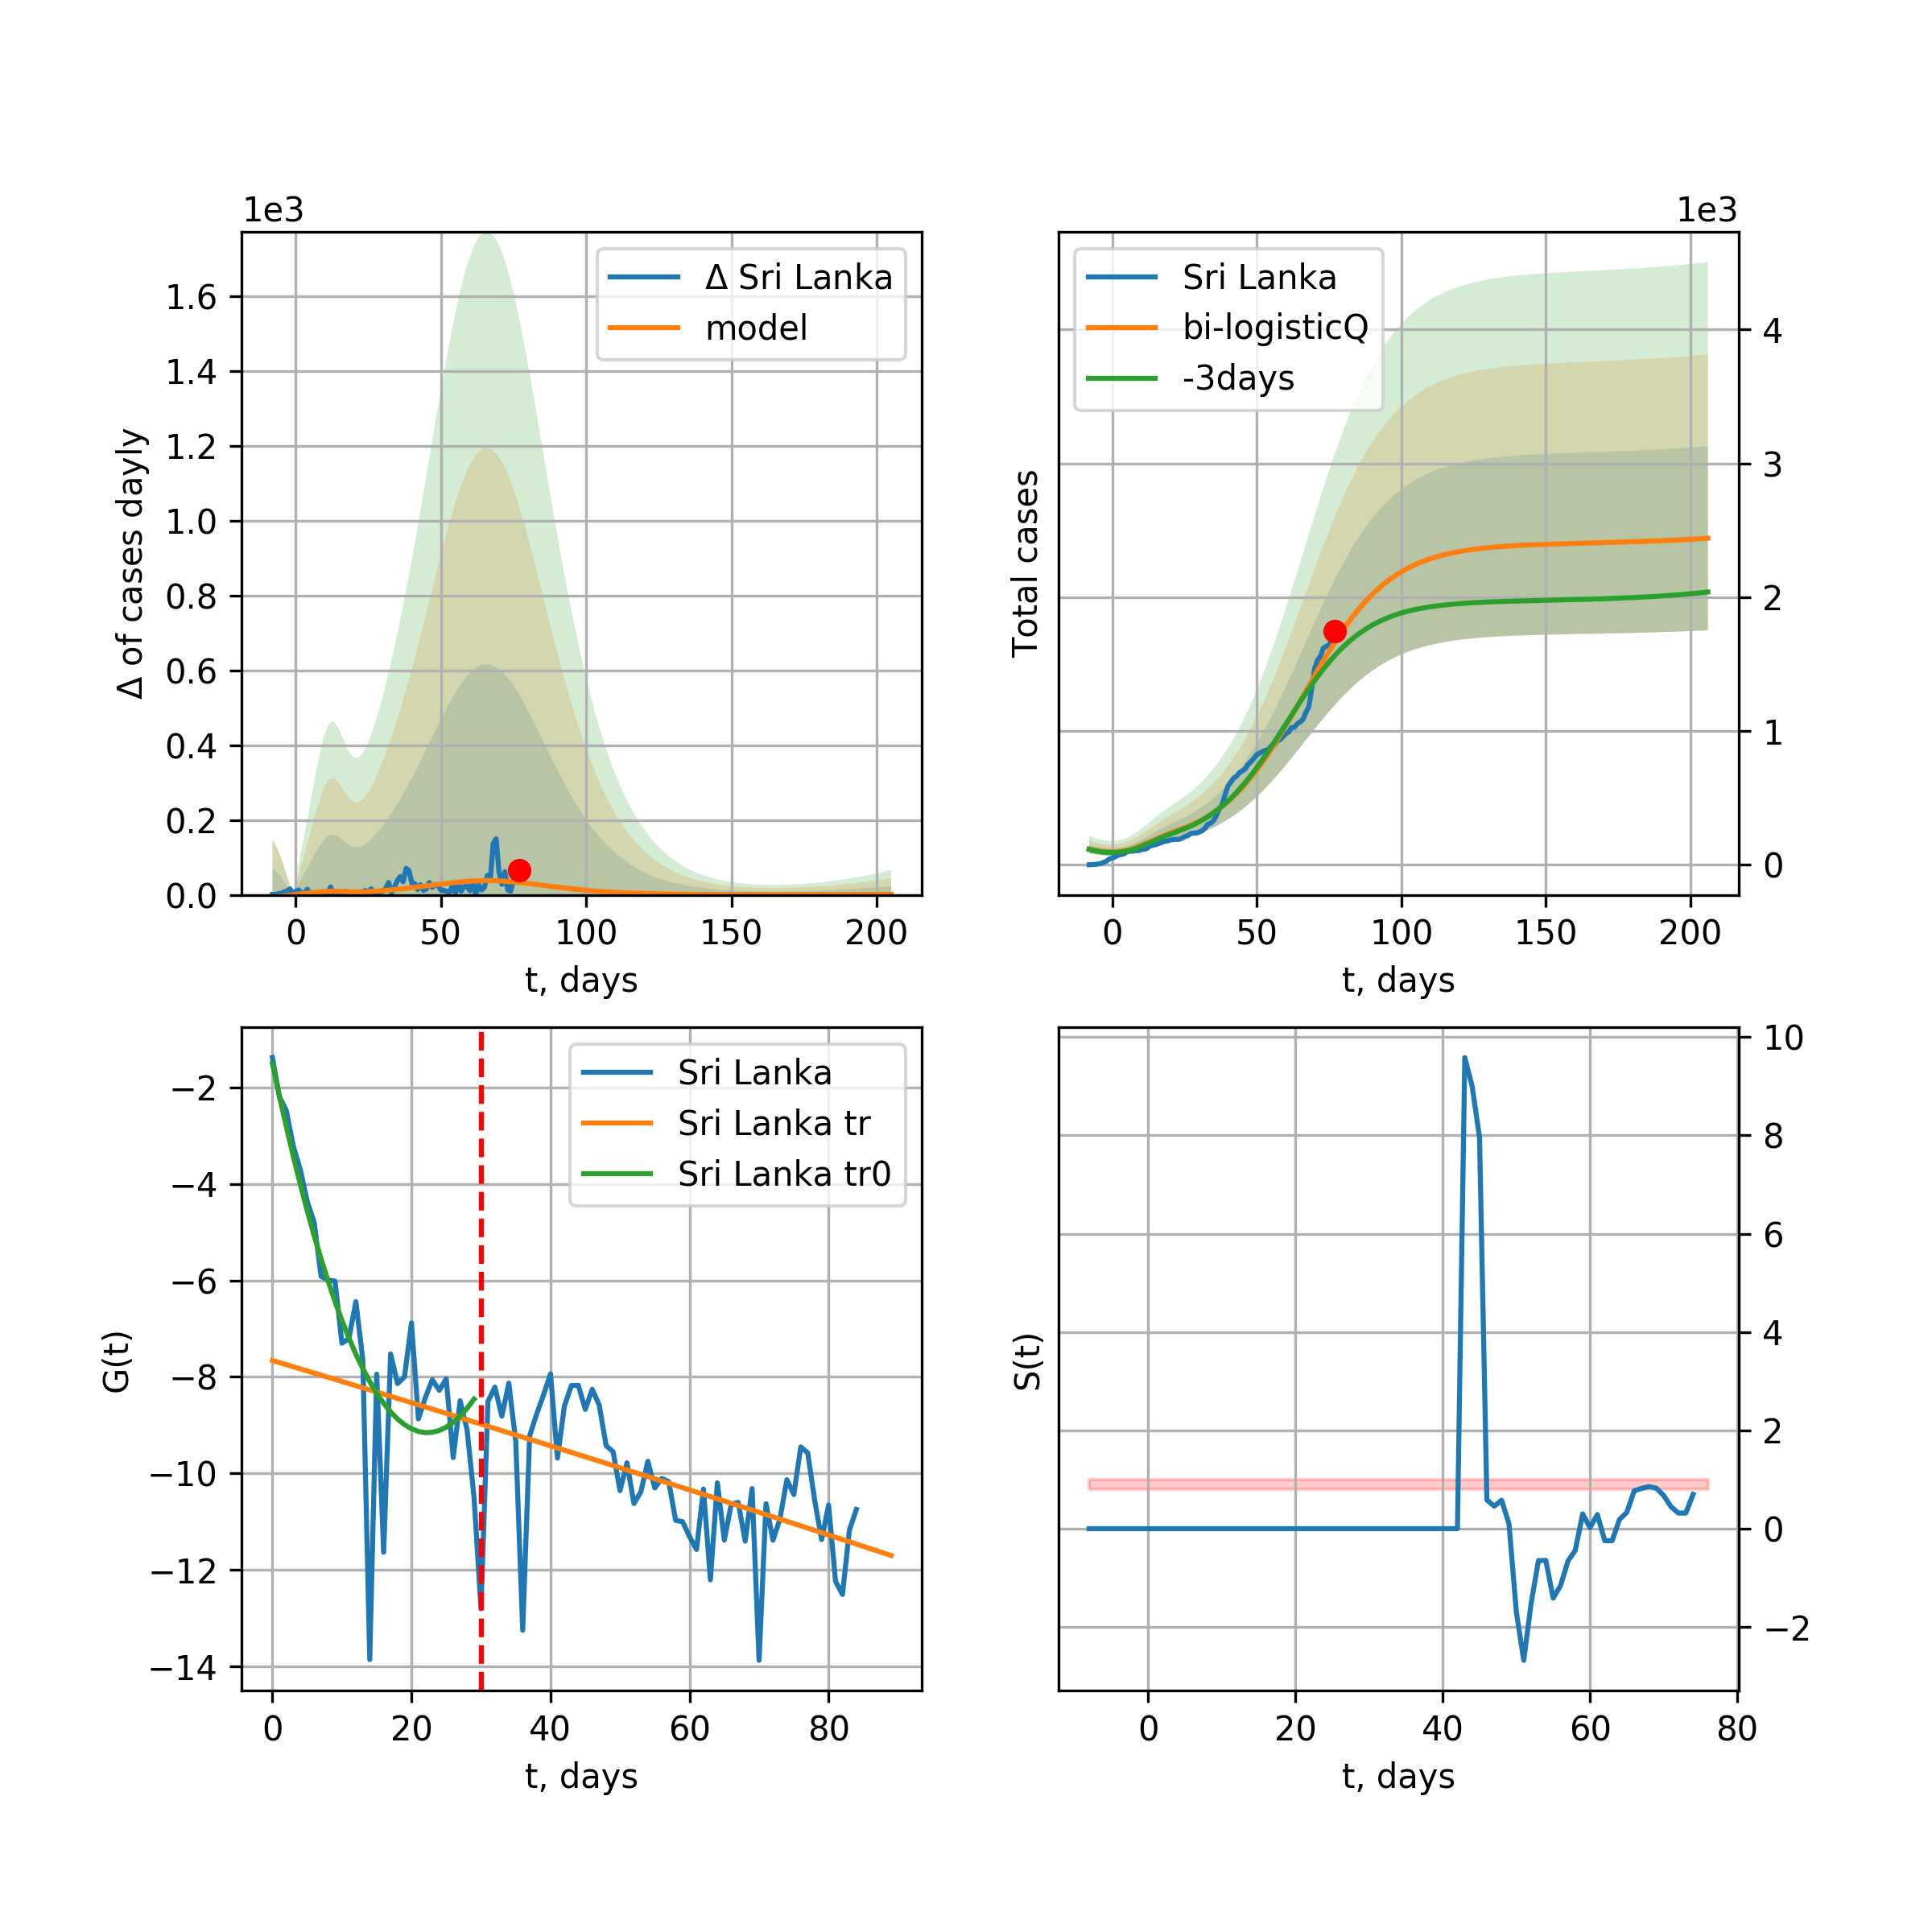 1e3
Δ of cases dayly
1.6
1.4
1.2
1.0
0.8
0.6
0.4
0.2
0.0
Δ Sri Lanka
model
0 50 100 150 200
t, days
1e3
Total cases
Sri Lanka
bi-logisticQ
-3days
4
3
2
1
0
0 50 100 150 200
t, days
G(t)
−2
−4
−6
−8
−10
−12
−14
Sri Lanka
Sri Lanka tr
Sri Lanka tr0
0 20 40 60 80
t, days
S(t)
10
8
6
4
2
0
−2
0 20 40 60 80
t, days